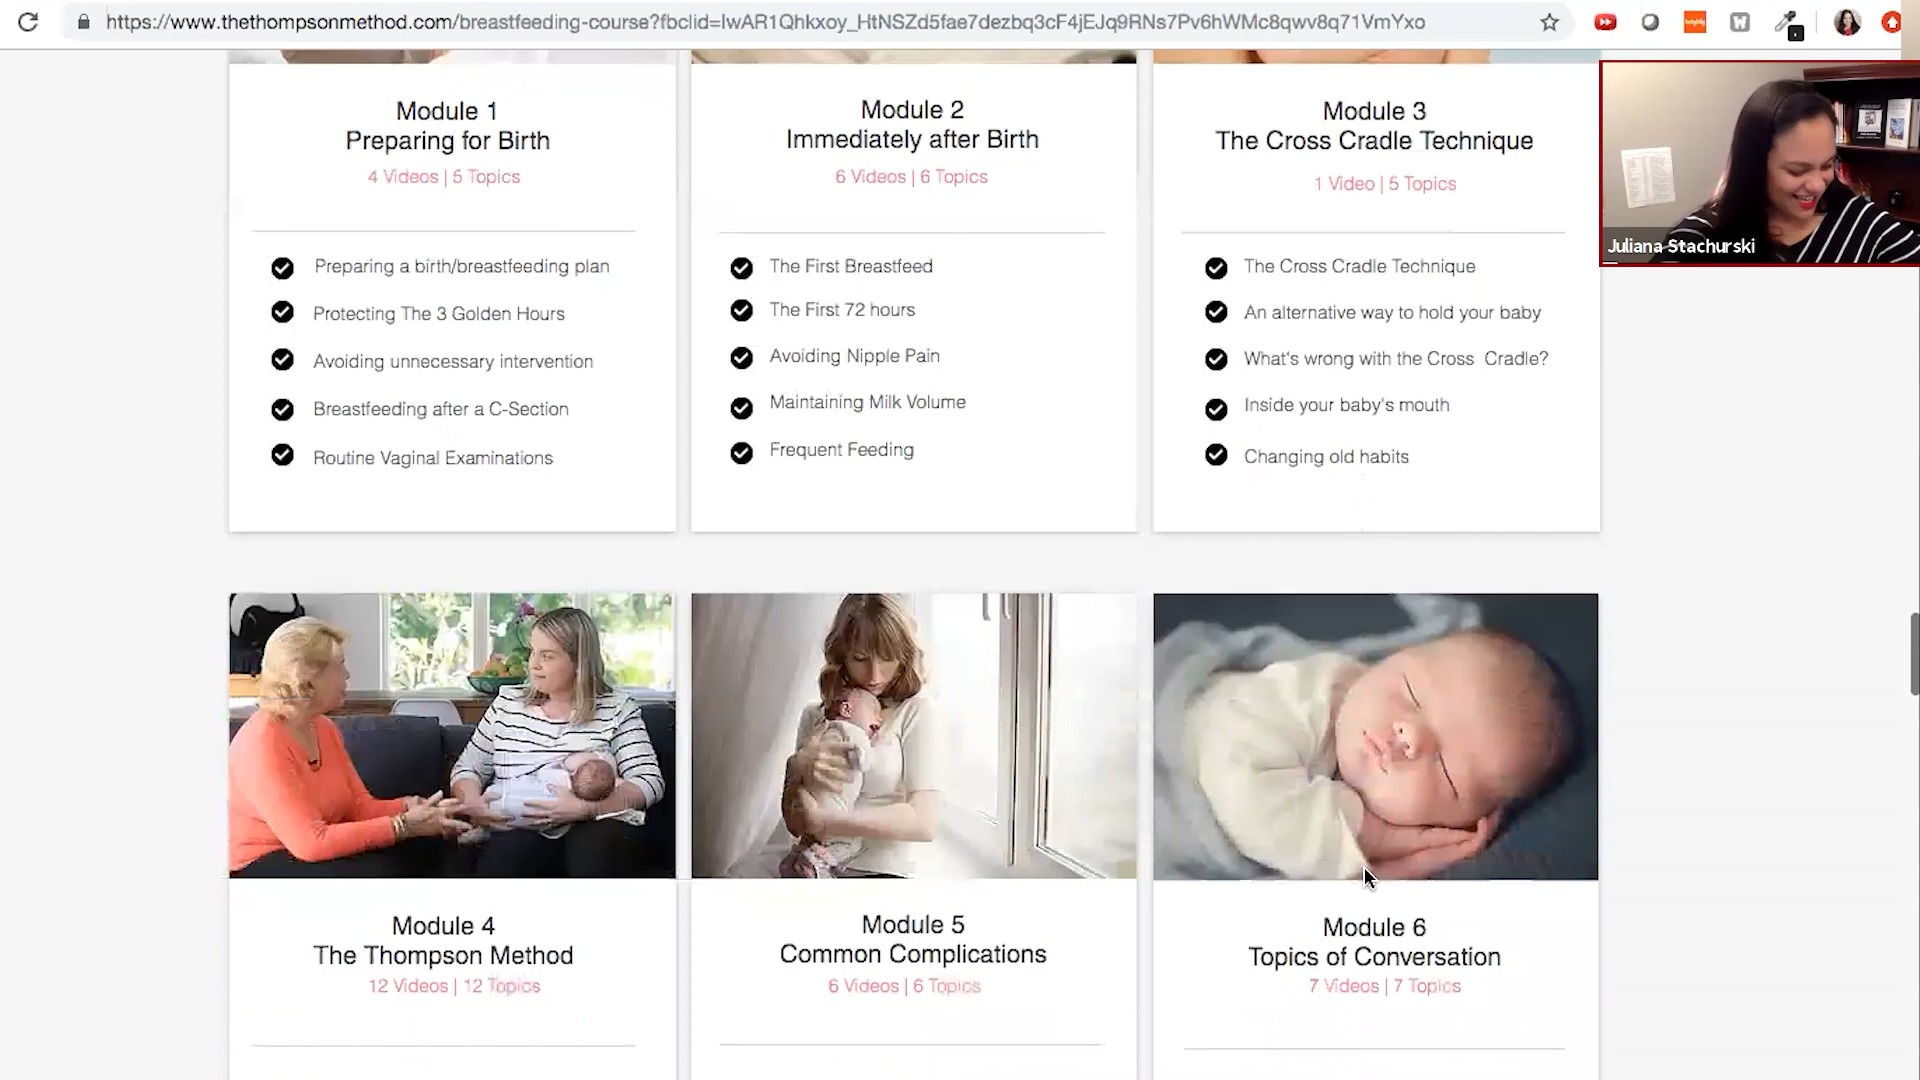 https://www.thethompsonmethod.com/breastfeeding-course?fbclid=IwAR1Qhkxoy_HtNSZd5fae7dezbq3cF4jEJq9RNs7Pv6hWMc8qwv8q71VmYxo
Module 1
Preparing for Birth
4 Videos | 5 Topics
Preparing a birth/breastfeeding plan
Protecting The 3 Golden Hours
Avoiding unnecessary intervention
Breastfeeding after a C-Section
Routine Vaginal Examinations
Module 2
Immediately after Birth
6 Videos | 6 Topics
The First Breastfeed
The First 72 hours
Avoiding Nipple Pain
Maintaining Milk Volume
Frequent Feeding
Module 3
The Cross Cradle Technique
1 Video | 5 Topics
The Cross Cradle Technique
An alternative way to hold your baby
What's wrong with the Cross Cradle?
Inside your baby's mouth
Changing old habits
Juliana Stachurski
Module 4
The Thompson Method
12 Videos | 12 Topics
Module 5
Common Complications
6 Videos | 6 Topics
Module 6
Topics of Conversation
7 Videos | 7 Topics